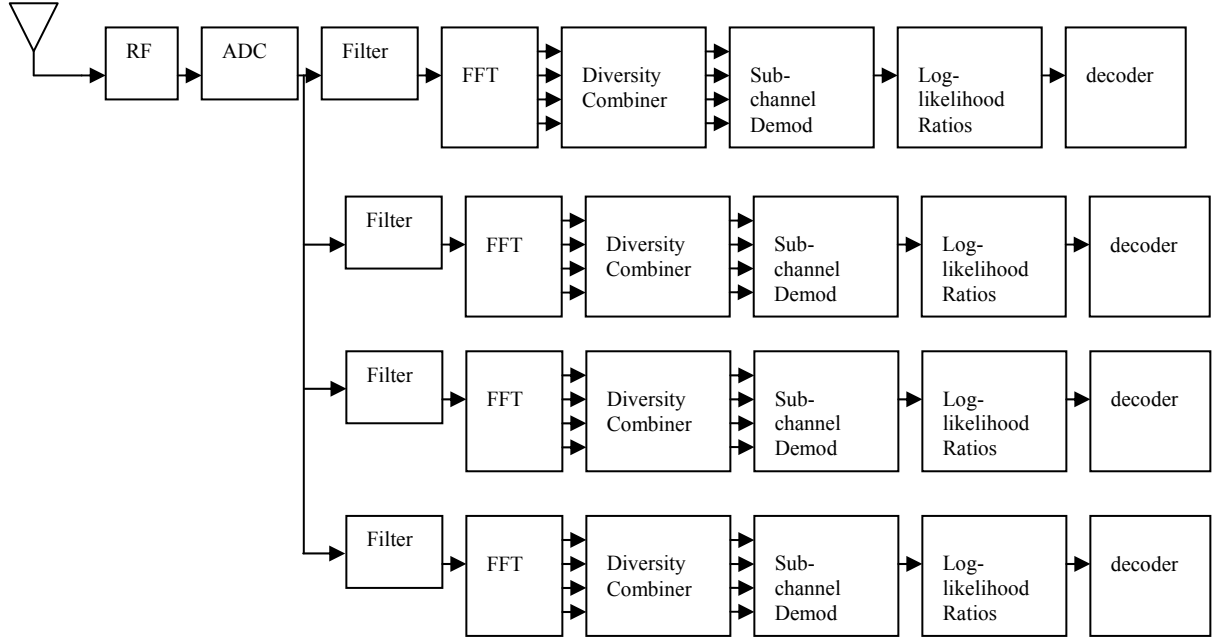 RF
ADC
Filter
FFT
Diversity
Combiner
Sub-
channel
Demod
Log-
likelihood
Ratios
decoder
Filter
FFT
Diversity
Combiner
Sub-
channel
Demod
Log-
likelihood
Ratios
decoder
Filter
FFT
Diversity
Combiner
Sub-
channel
Demod
Log-
likelihood
Ratios
decoder
Filter
FFT
Diversity
Combiner
Sub-
channel
Demod
Log-
likelihood
Ratios
decoder